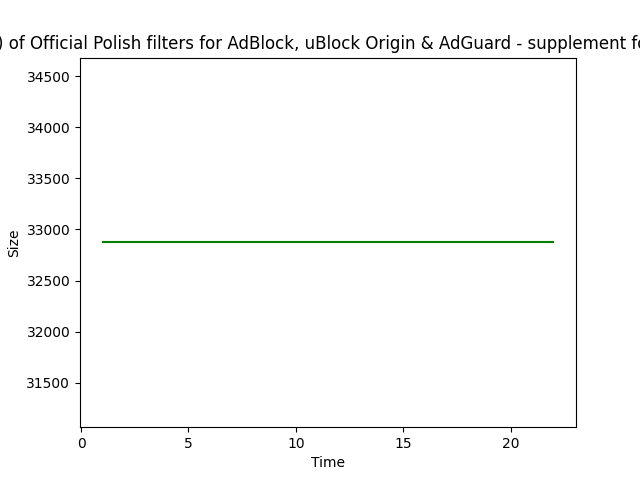 ) of Official Polish filters for AdBlock, uBlock Origin & AdGuard - supplement fo
34500
34000
33500
33000
32500
32000
31500
Size
0 5 10 15 20
Time